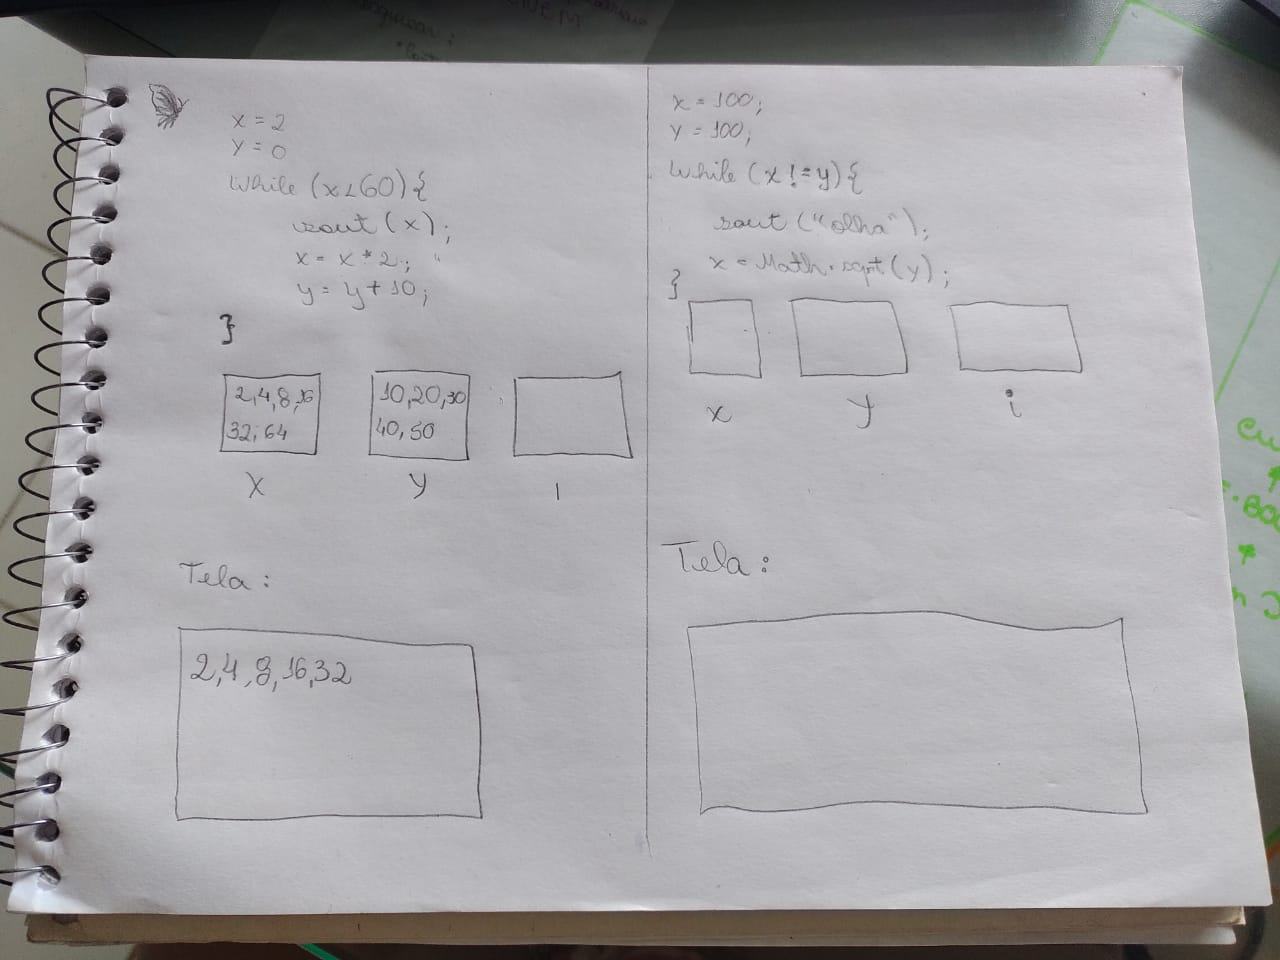 x = 2
y = 0
While (x<60) {
sout (x);
x = x * 2;
y = y + 10;
}
2,4,8,16
32, 64
X
10,20,30
40, 50
y
I
Tela:
2,4,8,16,32
x = 100;
y = 100;
While (x != y) {
sout ("olha");
x = Math.sqrt(y);
}
x
y
i
Tela: